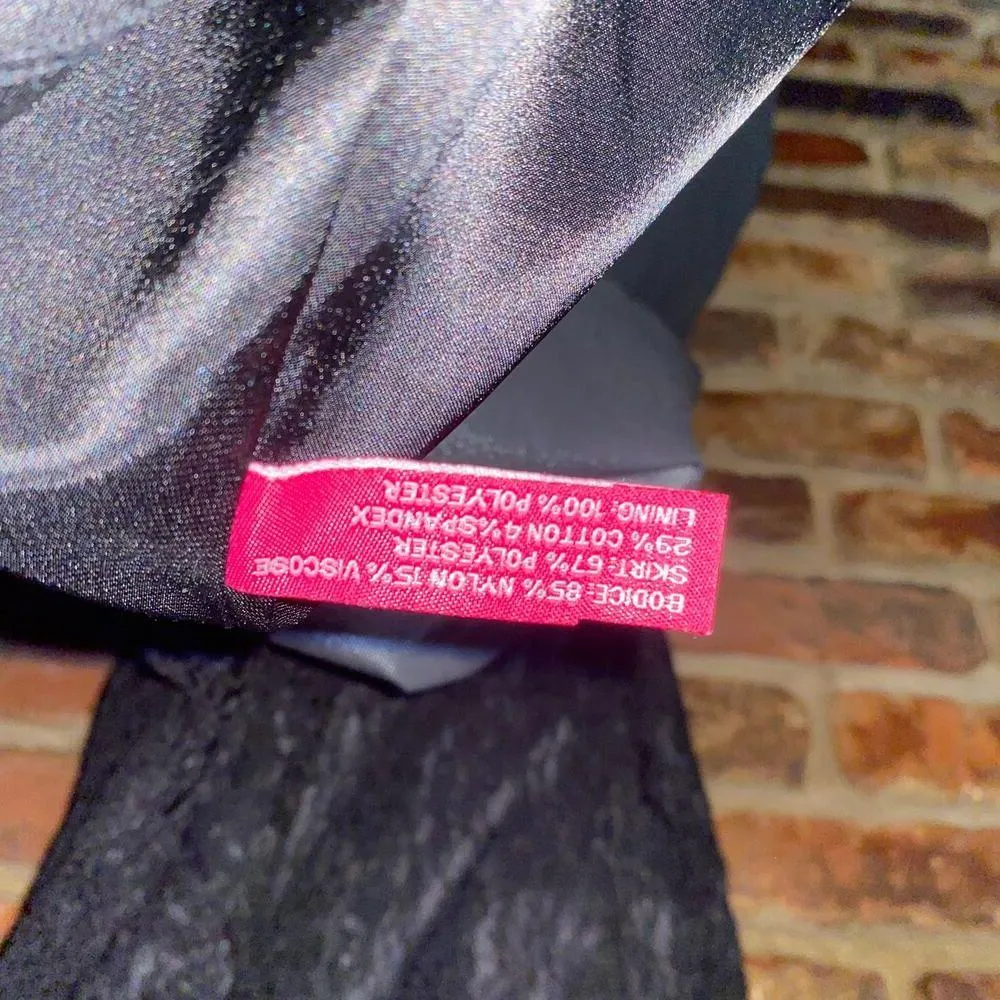 BODICE: 85% NYLON 15% VISCOSE
SKIRT: 67% POLYESTER
29% COTTON 4%SPANDEX
LINING: 100% POLYESTER